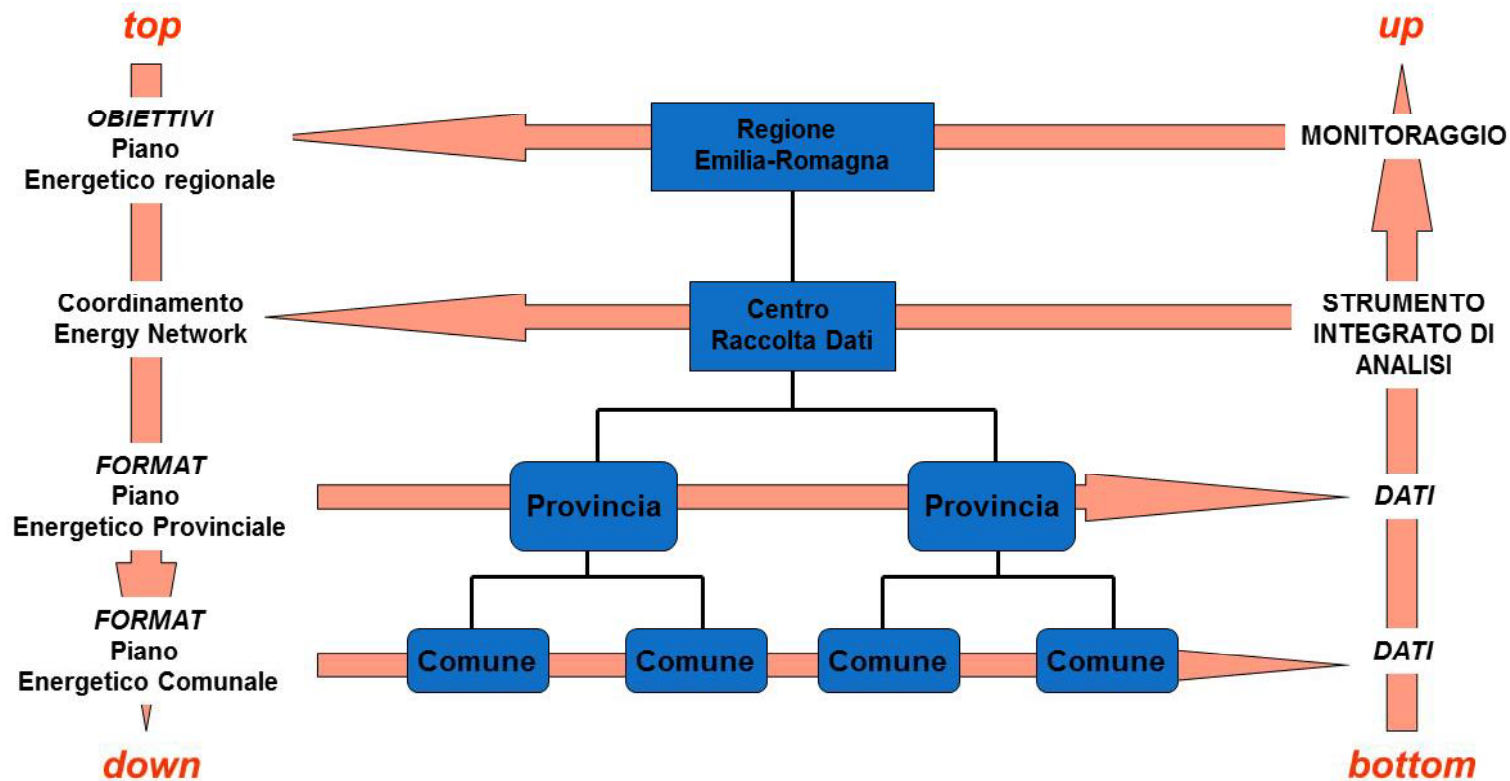 top
up
OBIETTIVI
Piano
Energetico regionale
Regione
Emilia-Romagna
MONITORAGGIO
Coordinamento
Energy Network
Centro
Raccolta Dati
STRUMENTO
INTEGRATO DI
ANALISI
FORMAT
Piano
Energetico Provinciale
Provincia
Provincia
DATI
FORMAT
Piano
Energetico Comunale
Comune
Comune
Comune
Comune
DATI
down
bottom